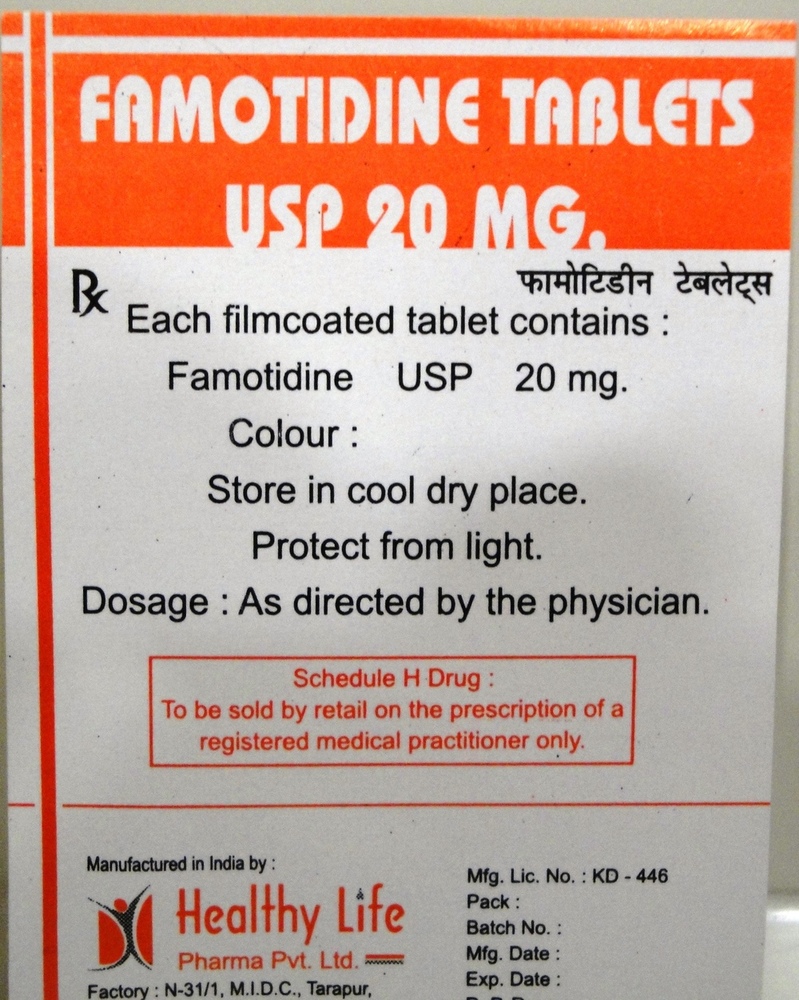 FAMOTIDINE TABLETS
USP 20 MG.
Rx
फामोटिडीन टेबलेट्स
Each filmcoated tablet contains :
Famotidine USP 20 mg.
Colour :
Store in cool dry place.
Protect from light.
Dosage : As directed by the physician.
Schedule H Drug :
To be sold by retail on the prescription of a
registered medical practitioner only.
Manufactured in India by :
Healthy Life
Pharma Pvt. Ltd.
Factory : N-31/1, M.I.D.C., Tarapur,
Mfg. Lic. No. : KD - 446
Pack :
Batch No. :
Mfg. Date :
Exp. Date :